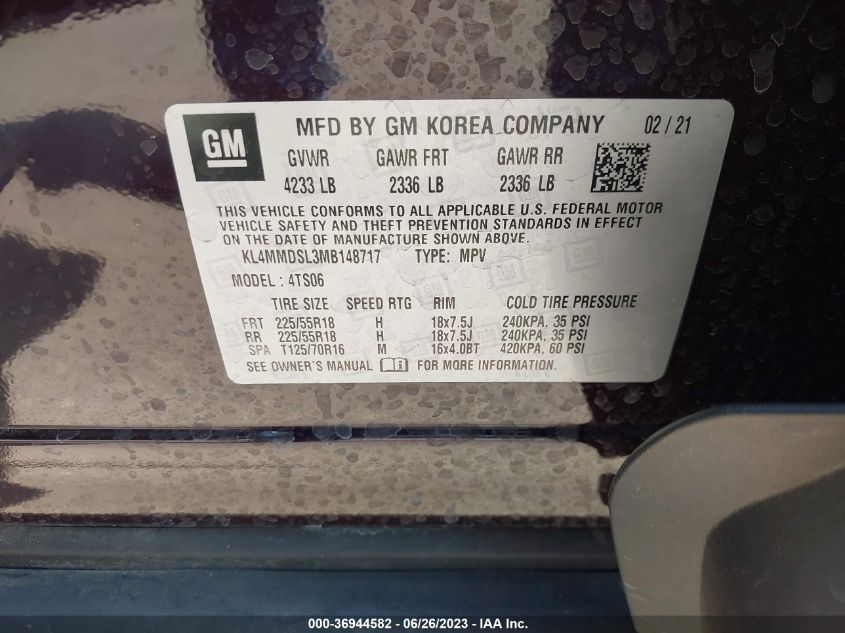 GM MFD BY GM KOREA COMPANY 02 / 21
GVWR GAWR FRT GAWR RR
4233 LB 2336 LB 2336 LB
THIS VEHICLE CONFORMS TO ALL APPLICABLE U.S. FEDERAL MOTOR
VEHICLE SAFETY AND THEFT PREVENTION STANDARDS IN EFFECT
ON THE DATE OF MANUFACTURE SHOWN ABOVE.
KL4MMDSL3MB148717 TYPE: MPV
MODEL : 4TS06
TIRE SIZE SPEED RTG RIM COLD TIRE PRESSURE
FRT 225/55R18 H 18x7.5J 240KPA, 35 PSI
RR 225/55R18 H 18x7.5J 240KPA, 35 PSI
SPA T125/70R16 M 16x4.0BT 420KPA, 60 PSI
SEE OWNER'S MANUAL FOR MORE INFORMATION.
000-36944582 / 06/26/2023 - IAA Inc.